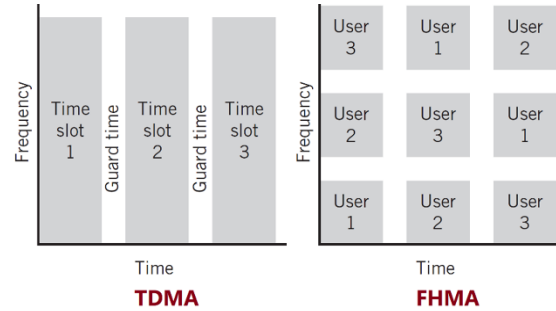 Frequency
Time
slot
1
Guard time
Time
slot
2
Guard time
Time
slot
3
Time
TDMA
Frequency
User
3
User
1
User
2
User
2
User
3
User
1
User
1
User
2
User
3
Time
FHMA